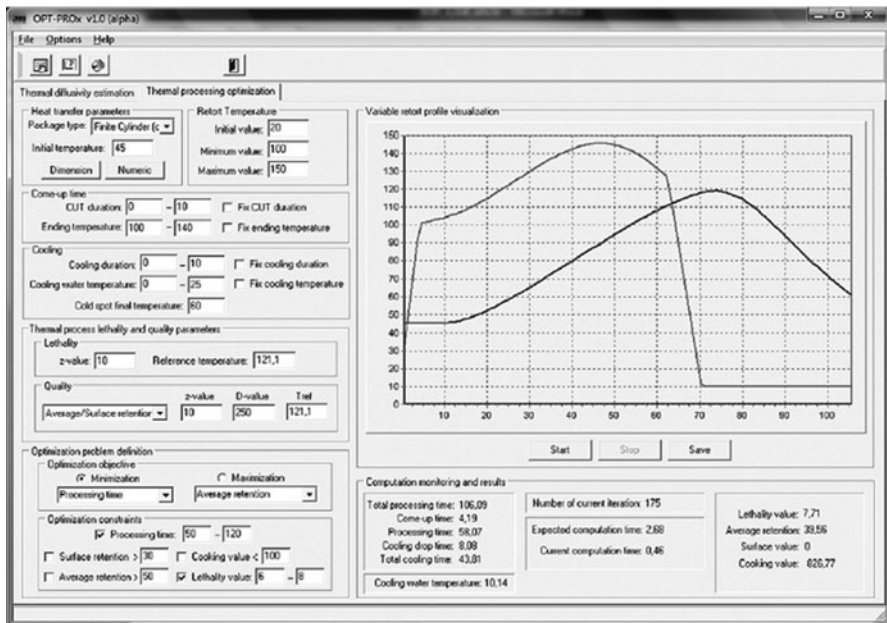 OPT-PROx v1.0 (alpha)
File Options Help
Thermal diffusivity estimation Thermal processing optimization
Heat transfer parameters
Package type: Finite Cylinder (c
Initial temperature: 45
Dimension Numeric
Retort Temperature
Initial value: 20
Minimum value: 100
Maximum value: 150
Come-up time
CUT duration: 0 - 10 Fix CUT duration
Ending temperature: 100 - 140 Fix ending temperature
Cooling
Cooling duration: 0 - 10 Fix cooling duration
Cooling water temperature: 0 - 25 Fix cooling temperature
Cold spot final temperature: 60
Thermal process lethality and quality parameters
Lethality
z-value: 10 Reference temperature: 121,1
Quality
z-value D-value Tref
Average/Surface retention 10 250 121,1
Optimization problem definition
Optimization objective
Minimization Maximization
Processing time Average retention
Optimization constraints
Processing time: 50 - 120
Surface retention > 30 Cooking value < 100
Average retention > 50 Lethality value: 6 - 8
Variable retort profile visualization
150
140
130
120
110
100
90
80
70
60
50
40
30
20
10
0
10 20 30 40 50 60 70 80 90 100
Start Stop Save
Computation monitoring and results
Total processing time: 106,09
Come-up time: 4,19
Processing time: 58,07
Cooling drop time: 8,08
Total cooling time: 43,81
Cooling water temperature: 10,14
Number of current iteration: 175
Expected computation time: 2,68
Current computation time: 0,46
Lethality value: 7,71
Average retention: 39,56
Surface value: 0
Cooking value: 826,77